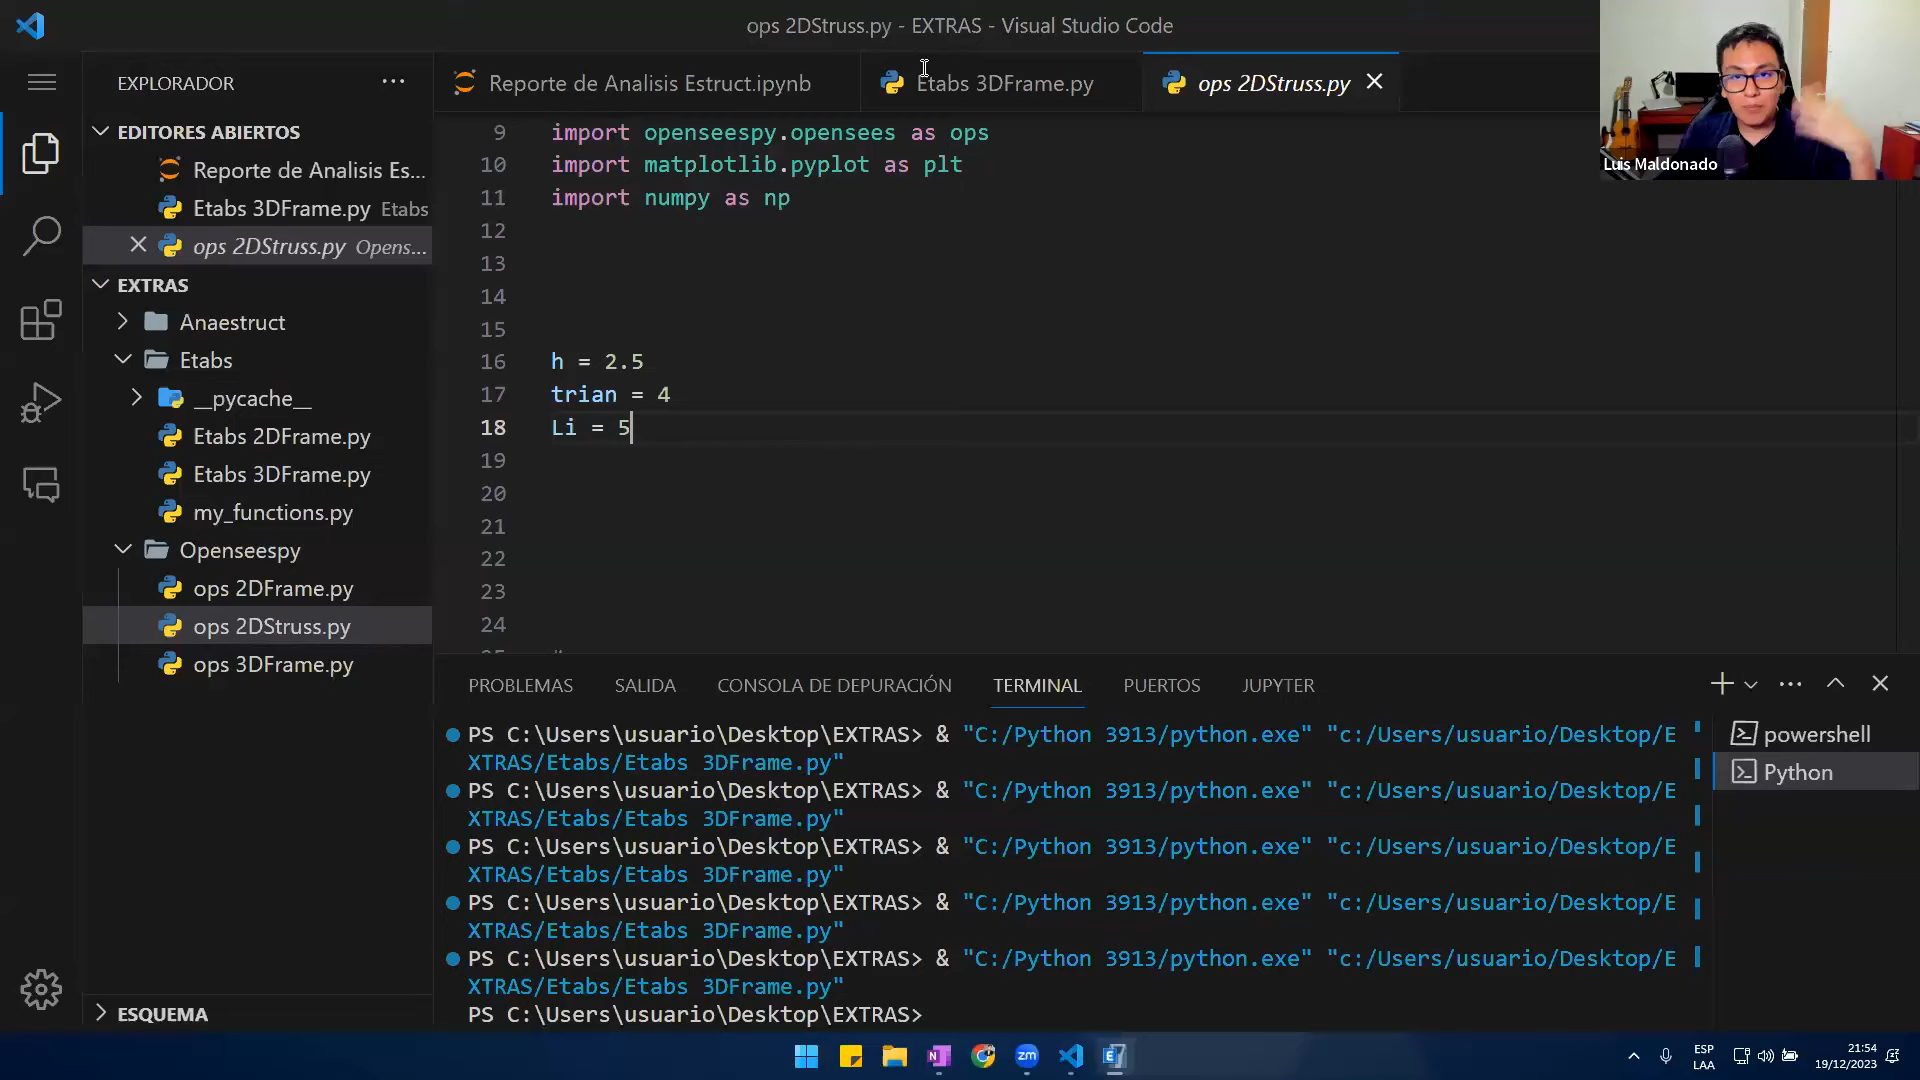 ops 2DStruss.py - EXTRAS - Visual Studio Code
EXPLORADOR
EDITORES ABIERTOS
Reporte de Analisis Es...
Etabs 3DFrame.py Etabs
ops 2DStruss.py Opens...
EXTRAS
Anaestruct
Etabs
__pycache__
Etabs 2DFrame.py
Etabs 3DFrame.py
my_functions.py
Openseespy
ops 2DFrame.py
ops 2DStruss.py
ops 3DFrame.py
ESQUEMA
Reporte de Analisis Estruct.ipynb
Etabs 3DFrame.py
ops 2DStruss.py
9 import openseespy.opensees as ops
10 import matplotlib.pyplot as plt
11 import numpy as np
12
13
14
15
16 h = 2.5
17 trian = 4
18 Li = 5
19
20
21
22
23
24
Luis Maldonado
PROBLEMAS SALIDA CONSOLA DE DEPURACIÓN TERMINAL PUERTOS JUPYTER
PS C:\Users\usuario\Desktop\EXTRAS> & "C:/Python 3913/python.exe" "c:/Users/usuario/Desktop/E
XTRAS/Etabs/Etabs 3DFrame.py"
PS C:\Users\usuario\Desktop\EXTRAS> & "C:/Python 3913/python.exe" "c:/Users/usuario/Desktop/E
XTRAS/Etabs/Etabs 3DFrame.py"
PS C:\Users\usuario\Desktop\EXTRAS> & "C:/Python 3913/python.exe" "c:/Users/usuario/Desktop/E
XTRAS/Etabs/Etabs 3DFrame.py"
PS C:\Users\usuario\Desktop\EXTRAS> & "C:/Python 3913/python.exe" "c:/Users/usuario/Desktop/E
XTRAS/Etabs/Etabs 3DFrame.py"
PS C:\Users\usuario\Desktop\EXTRAS> & "C:/Python 3913/python.exe" "c:/Users/usuario/Desktop/E
XTRAS/Etabs/Etabs 3DFrame.py"
PS C:\Users\usuario\Desktop\EXTRAS>
powershell
Python
zm
ESP
LAA
21:54
19/12/2023